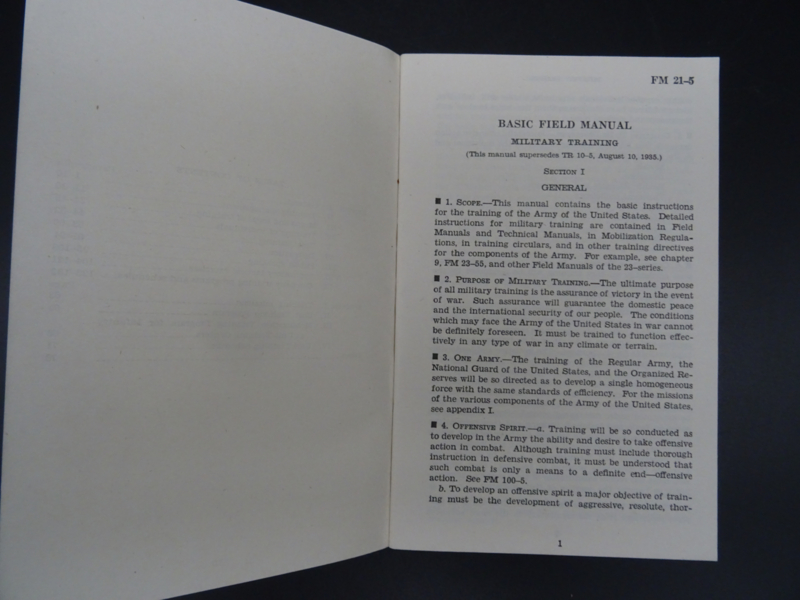 FM 21–5
BASIC FIELD MANUAL
MILITARY TRAINING
(This manual supersedes TR 10–5, August 10, 1935.)
SECTION I
GENERAL
■ 1. SCOPE.—This manual contains the basic instructions
for the training of the Army of the United States. Detailed
instructions for military training are contained in Field
Manuals and Technical Manuals, in Mobilization Regula-
tions, in training circulars, and in other training directives
for the components of the Army. For example, see chapter
9, FM 23–55, and other Field Manuals of the 23–series.
■ 2. PURPOSE OF MILITARY TRAINING.—The ultimate purpose
of all military training is the assurance of victory in the event
of war. Such assurance will guarantee the domestic peace
and the international security of our people. The conditions
which may face the Army of the United States in war cannot
be definitely foreseen. It must be trained to function effec-
tively in any type of war in any climate or terrain.
■ 3. ONE ARMY.—The training of the Regular Army, the
National Guard of the United States, and the Organized Re-
serves will be so directed as to develop a single homogeneous
force with the same standards of efficiency. For the missions
of the various components of the Army of the United States,
see appendix I.
■ 4. OFFENSIVE SPIRIT.—a. Training will be so conducted as
to develop in the Army the ability and desire to take offensive
action in combat. Although training must include thorough
instruction in defensive combat, it must be understood that
such combat is only a means to a definite end—offensive
action. See FM 100–5.
b. To develop an offensive spirit a major objective of train-
ing must be the development of aggressive, resolute, thor-
1